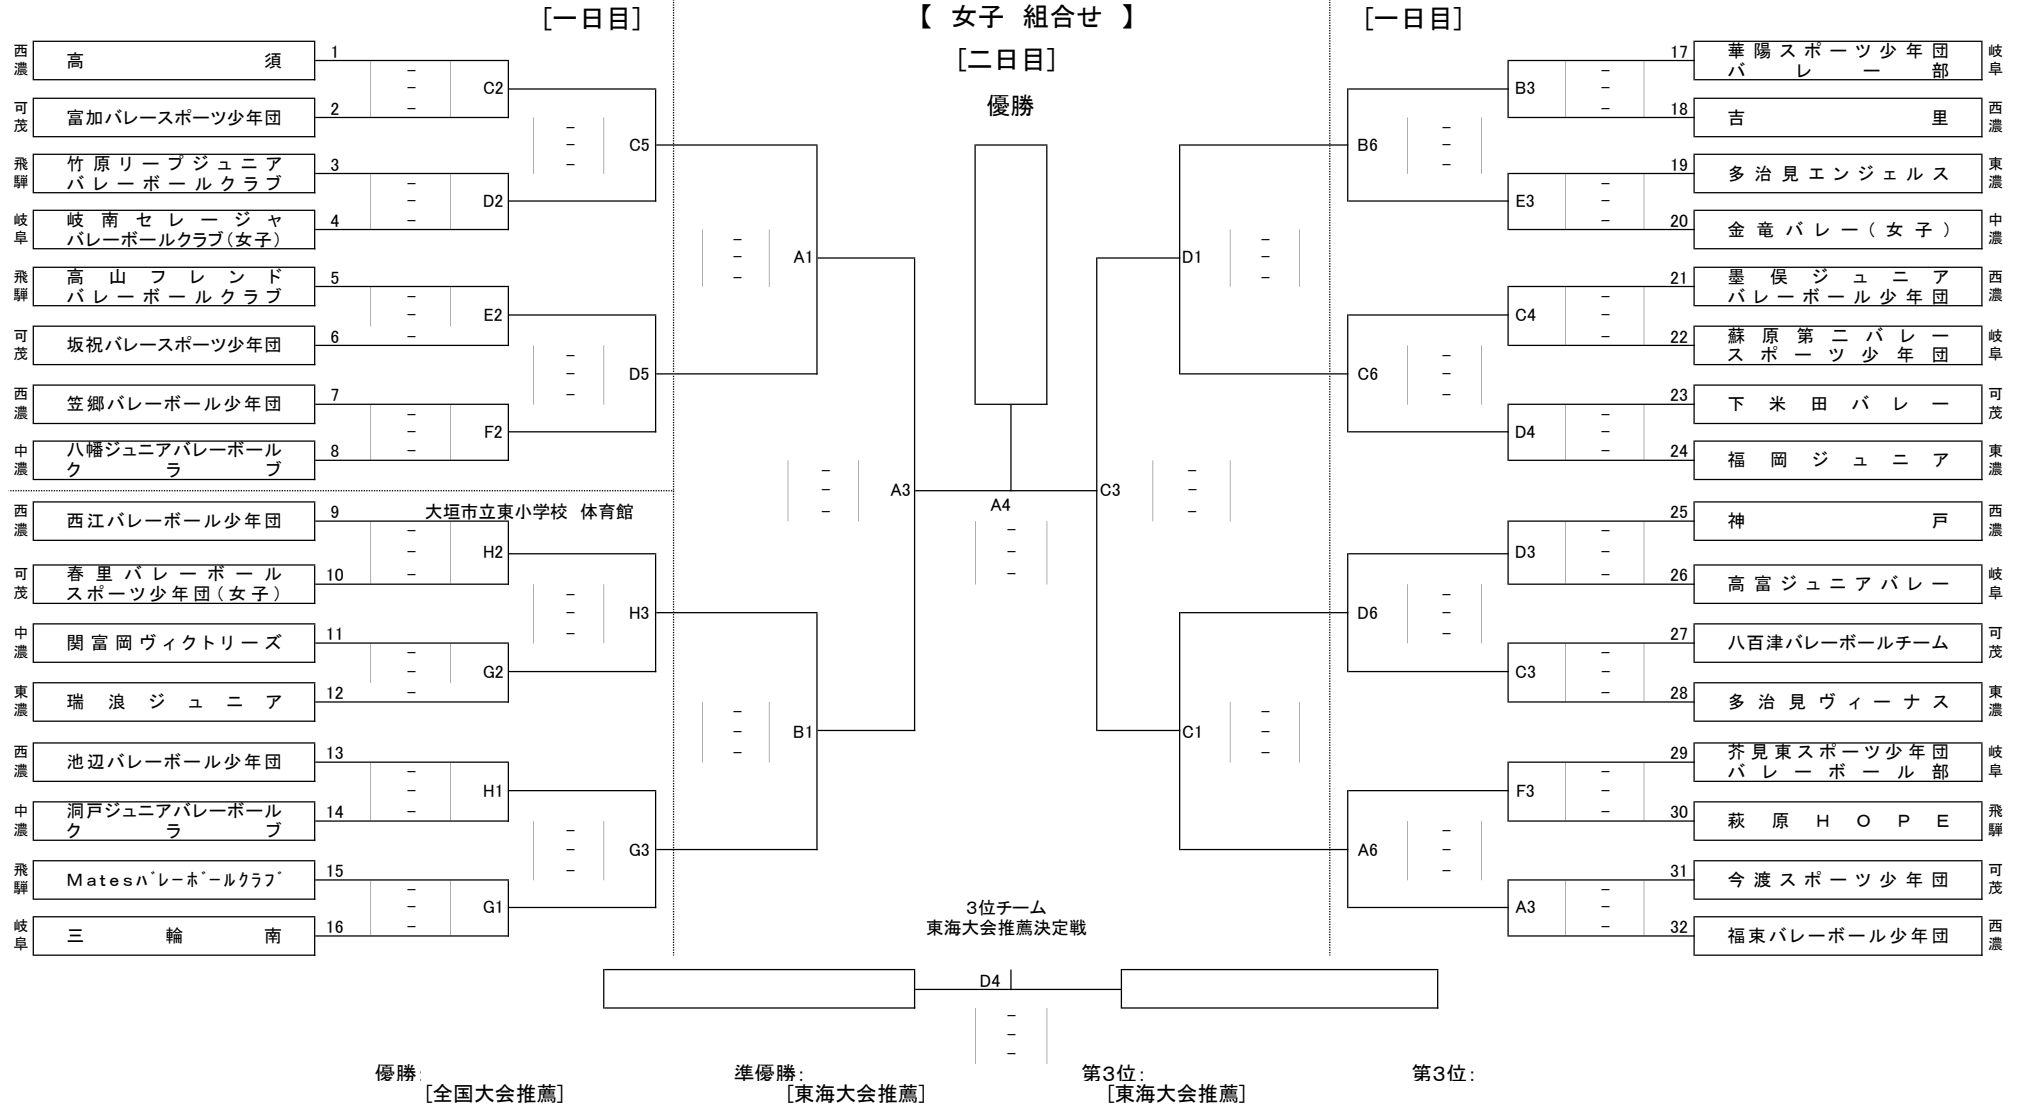 [一日目]
【 女子 組合せ 】
[一日目]
[二日目]
優勝
西濃
高須
1
C2
可茂
富加バレースポーツ少年団
2
C5
飛騨
竹原リープジュニア
バレーボールクラブ
3
D2
岐阜
岐南セレージャ
バレーボールクラブ(女子)
4
A1
飛騨
高山フレンド
バレーボールクラブ
5
E2
可茂
坂祝バレースポーツ少年団
6
D5
西濃
笠郷バレーボール少年団
7
F2
中濃
八幡ジュニアバレーボール
クラブ
8
A3
大垣市立東小学校 体育館
西濃
西江バレーボール少年団
9
H2
可茂
春里バレーボール
スポーツ少年団(女子)
10
H3
中濃
関富岡ヴィクトリーズ
11
G2
東濃
瑞浪ジュニア
12
B1
西濃
池辺バレーボール少年団
13
H1
中濃
洞戸ジュニアバレーボール
クラブ
14
G3
飛騨
Matesバレーボールクラブ
15
G1
岐阜
三輪南
16
A4
17
華陽スポーツ少年団
バレー部
岐阜
B3
18
吉里
西濃
B6
19
多治見エンジェルス
東濃
E3
20
金竜バレー(女子)
中濃
D1
21
墨俣ジュニア
バレーボール少年団
西濃
C4
22
蘇原第二バレー
スポーツ少年団
岐阜
C6
23
下米田バレー
可茂
D4
24
福岡ジュニア
東濃
C3
25
神戸
西濃
D3
26
高富ジュニアバレー
岐阜
D6
27
八百津バレーボールチーム
可茂
C3
28
多治見ヴィーナス
東濃
C1
29
芥見東スポーツ少年団
バレーボール部
岐阜
F3
30
萩原HOPE
飛騨
A6
31
今渡スポーツ少年団
可茂
A3
32
福束バレーボール少年団
西濃
3位チーム
東海大会推薦決定戦
D4
優勝:
[全国大会推薦]
準優勝:
[東海大会推薦]
第3位:
[東海大会推薦]
第3位: